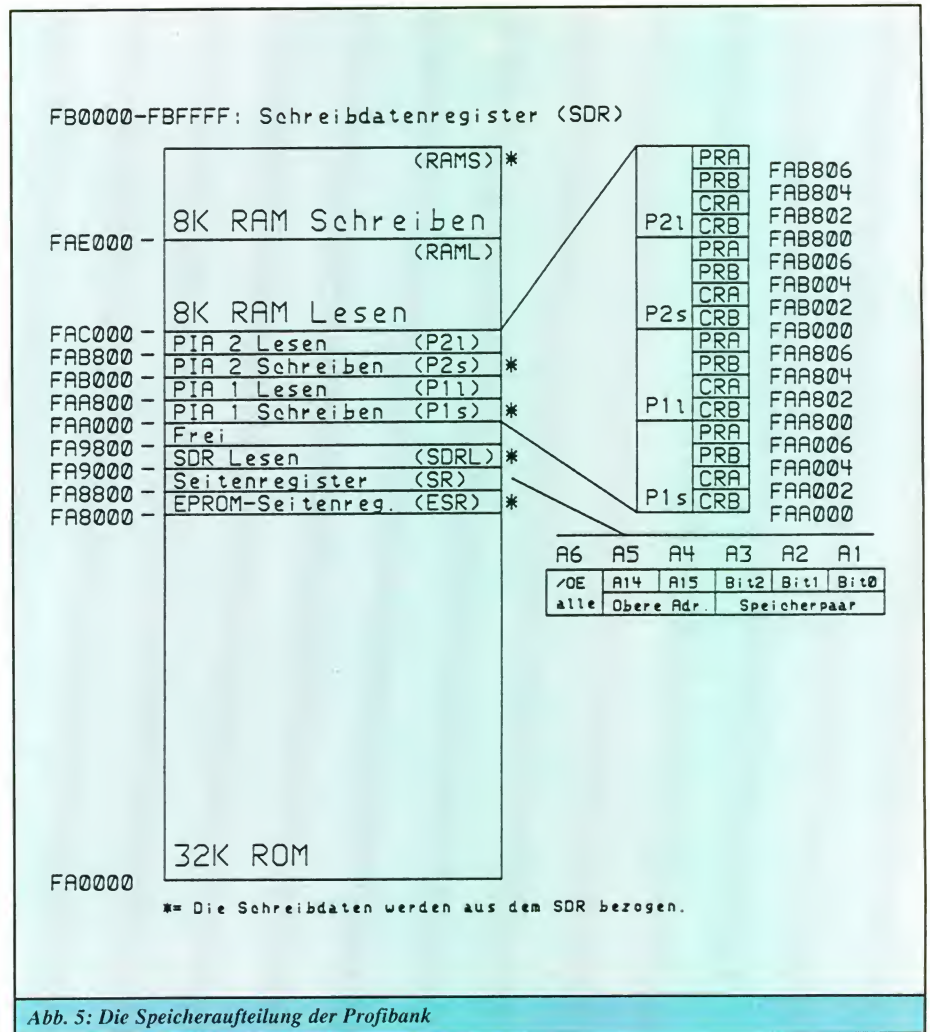 FB0000-FBFFFF: Schreibdatenregister (SDR)
(RAMS) *
8K RAM Schreiben
FAE000 -
(RAML)
8K RAM Lesen
FAC000 -
PIA 2 Lesen (P2l)
FAB800 -
PIA 2 Schreiben (P2s) *
FAB000 -
PIA 1 Lesen (P1l)
FAA800 -
PIA 1 Schreiben (P1s) *
FAA000 -
Frei
FA9800 -
SDR Lesen (SDRL) *
FA9000 -
Seitenregister (SR)
FA8800 -
EPROM-Seitenreg. (ESR) *
FA8000 -
32K ROM
FA0000
*= Die Schreibdaten werden aus dem SDR bezogen.
P2l
PRA FAB806
PRB FAB804
CRA FAB802
CRB FAB800
P2s
PRA FAB006
PRB FAB004
CRA FAB002
CRB FAB000
P1l
PRA FAA806
PRB FAA804
CRA FAA802
CRB FAA800
P1s
PRA FAA006
PRB FAA004
CRA FAA002
CRB FAA000
A6 A5 A4 A3 A2 A1
/OE A14 A15 Bit2 Bit1 Bit0
alle Obere Adr. Speicherpaar
Abb. 5: Die Speicheraufteilung der Profibank